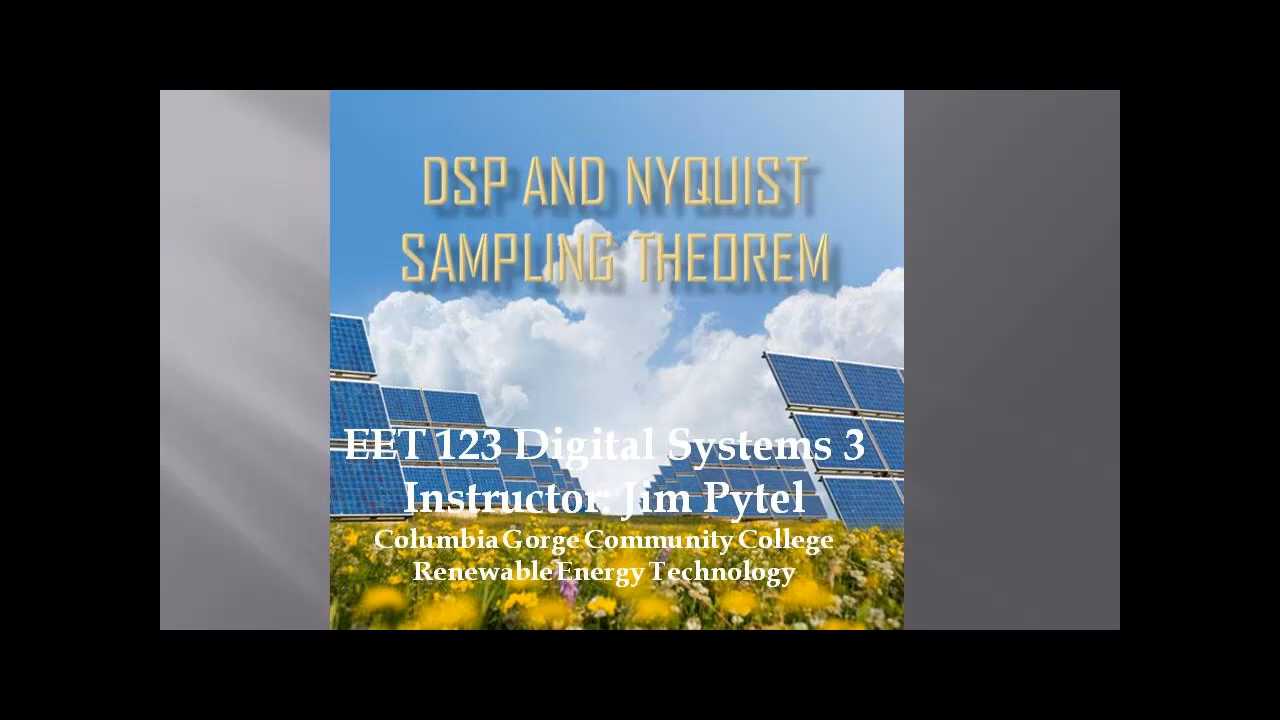 DSP AND NYQUIST
SAMPLING THEOREM
EET 123 Digital Systems 3
Instructor: Jim Pytel
Columbia Gorge Community College
Renewable Energy Technology